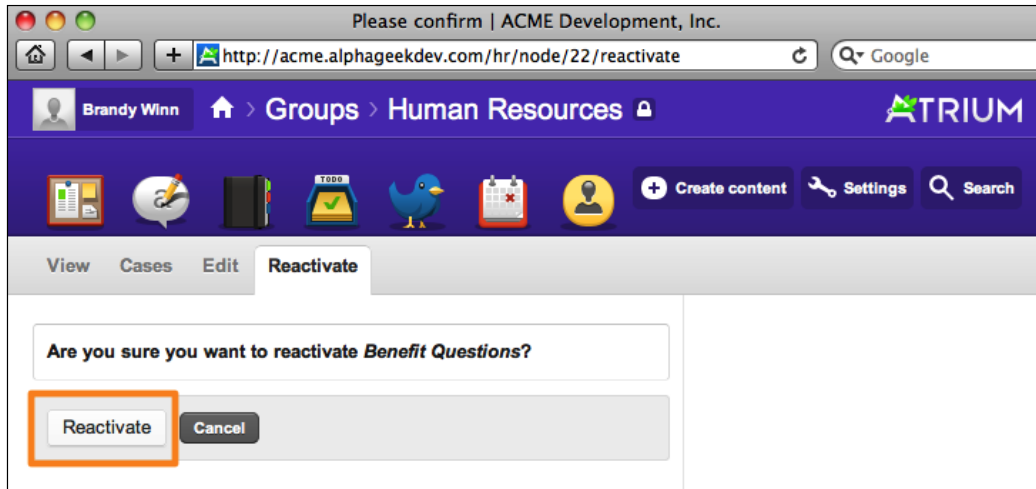 Please confirm | ACME Development, Inc.
http://acme.alphageekdev.com/hr/node/22/reactivate
Google
Brandy Winn
Groups > Human Resources
ATRIUM
TODO
Create content
Settings
Search
View Cases Edit Reactivate
Are you sure you want to reactivate Benefit Questions?
Reactivate
Cancel